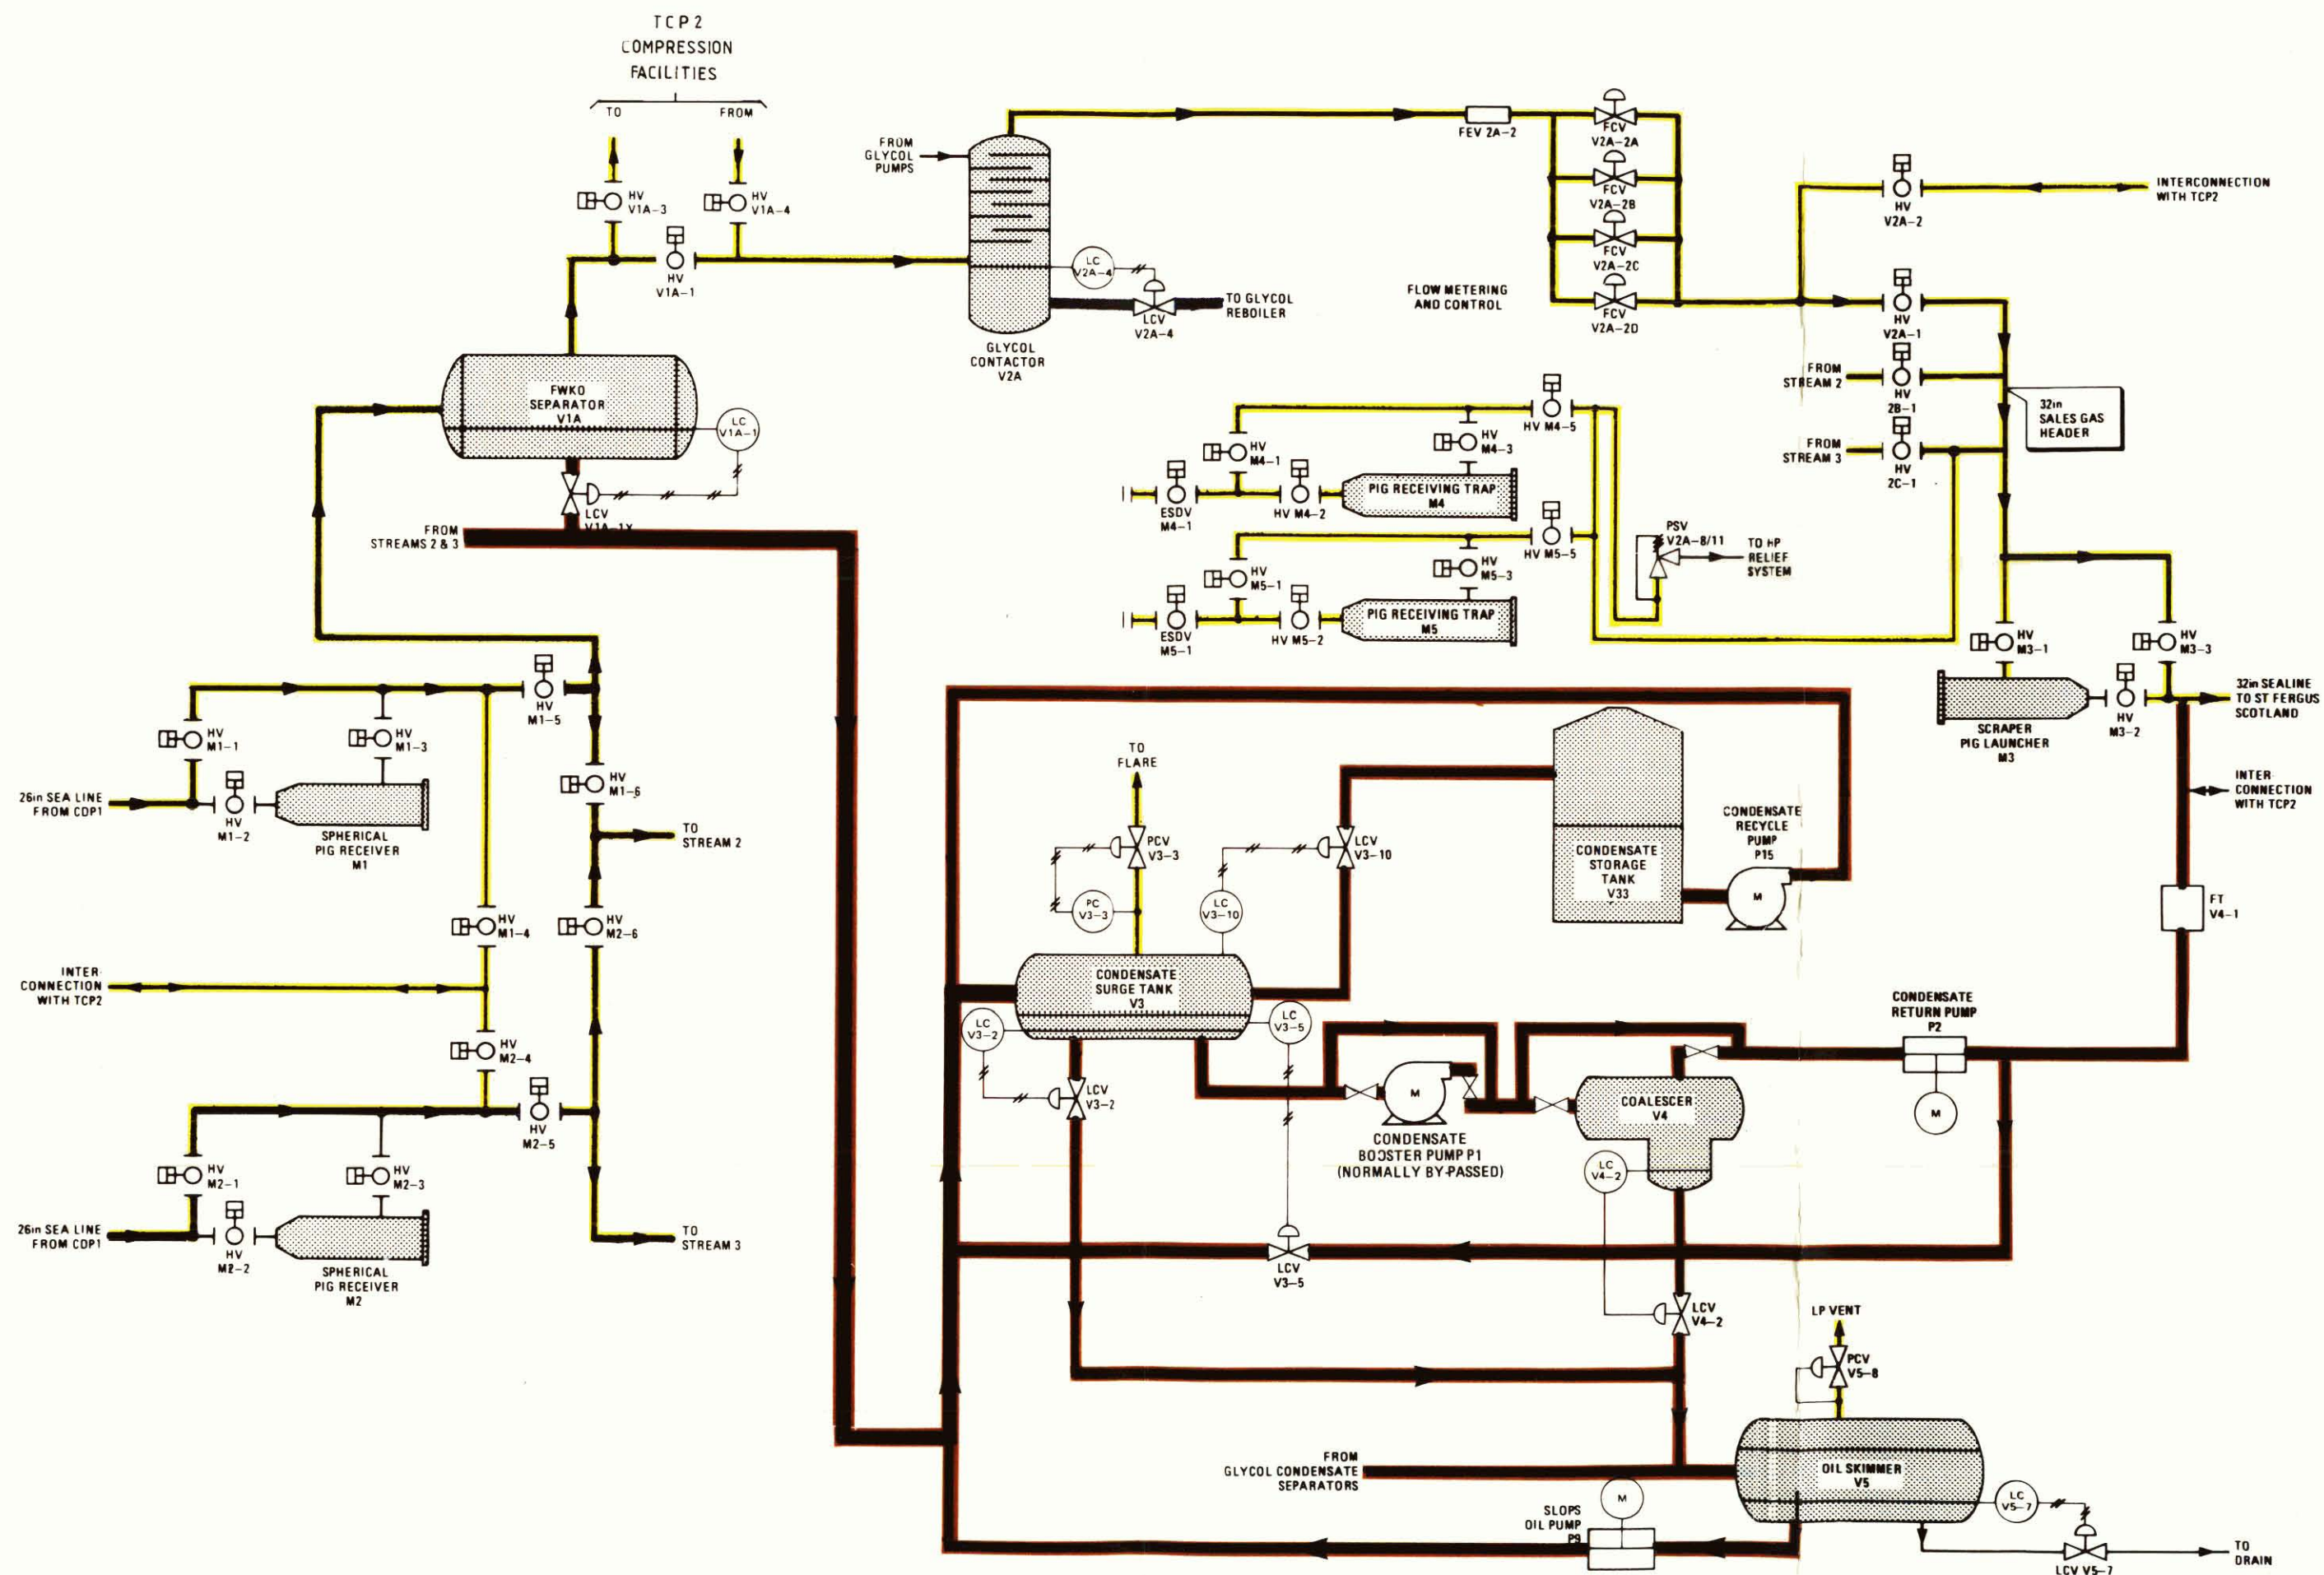 TCP2
COMPRESSION
FACILITIES
TO
FROM
HV
V1A-3
HV
V1A-4
HV
V1A-1
FROM
GLYCOL
PUMPS
LC
V2A-4
LCV
V2A-4
TO GLYCOL
REBOILER
GLYCOL
CONTACTOR
V2A
FEV 2A-2
FCV
V2A-2A
FCV
V2A-2B
FCV
V2A-2C
FCV
V2A-2D
FLOW METERING
AND CONTROL
HV
V2A-2
INTERCONNECTION
WITH TCP2
HV
V2A-1
FROM
STREAM 2
HV
2B-1
FROM
STREAM 3
HV
2C-1
32in
SALES GAS
HEADER
FWKO
SEPARATOR
V1A
LC
V1A-1
LCV
V1A-1X
FROM
STREAMS 2 & 3
HV
M4-1
HV
M4-3
HV M4-5
ESDV
M4-1
HV M4-2
PIG RECEIVING TRAP
M4
HV
M5-1
HV
M5-3
HV M5-5
ESDV
M5-1
HV M5-2
PIG RECEIVING TRAP
M5
PSV
V2A-8/11
TO HP
RELIEF
SYSTEM
HV
M3-1
HV
M3-3
HV
M3-2
SCRAPER
PIG LAUNCHER
M3
32in SEALINE
TO ST FERGUS
SCOTLAND
INTER
CONNECTION
WITH TCP2
FT
V4-1
HV
M1-1
HV
M1-3
HV
M1-5
26in SEA LINE
FROM CDP1
HV
M1-2
SPHERICAL
PIG RECEIVER
M1
HV
M1-6
TO
STREAM 2
HV
M1-4
HV
M2-6
INTER
CONNECTION
WITH TCP2
HV
M2-4
HV
M2-5
HV
M2-1
HV
M2-3
26in SEA LINE
FROM CDP1
HV
M2-2
SPHERICAL
PIG RECEIVER
M2
TO
STREAM 3
TO
FLARE
PCV
V3-3
PC
V3-3
LC
V3-10
LCV
V3-10
CONDENSATE
STORAGE
TANK
V33
CONDENSATE
RECYCLE
PUMP
P15
M
CONDENSATE
SURGE TANK
V3
LC
V3-2
LC
V3-5
LCV
V3-2
M
CONDENSATE
BOOSTER PUMP P1
(NORMALLY BY-PASSED)
COALESCER
V4
LC
V4-2
CONDENSATE
RETURN PUMP
P2
M
LCV
V3-5
LCV
V4-2
LP VENT
PCV
V5-8
FROM
GLYCOL CONDENSATE
SEPARATORS
OIL SKIMMER
V5
LC
V5-7
SLOPS
OIL PUMP
P9
M
LCV V5-7
TO
DRAIN